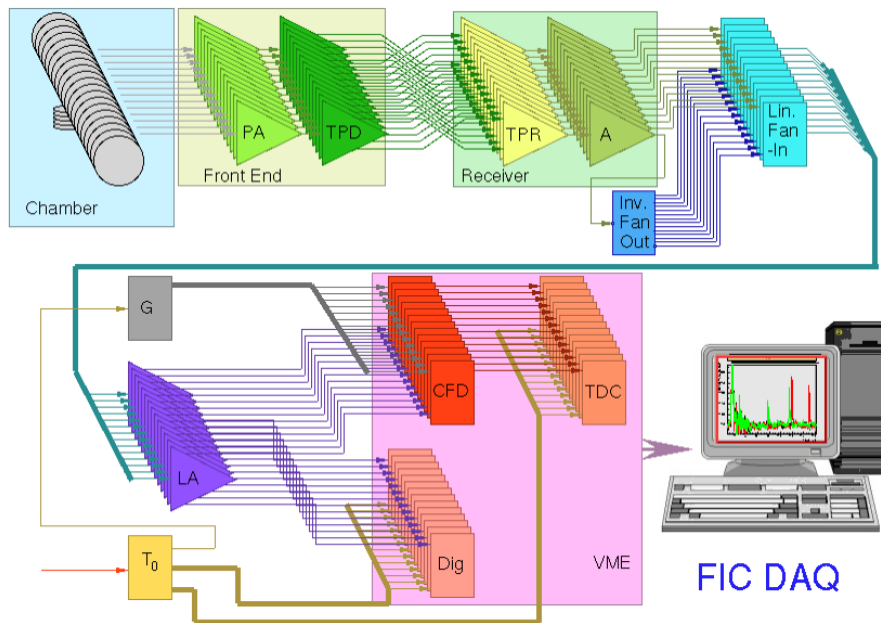 PA
TPD
TPR
A
Lin.
Fan
-In
Front End
Receiver
Chamber
Inv.
Fan
Out
G
CFD
TDC
LA
T0
Dig
VME
FIC DAQ